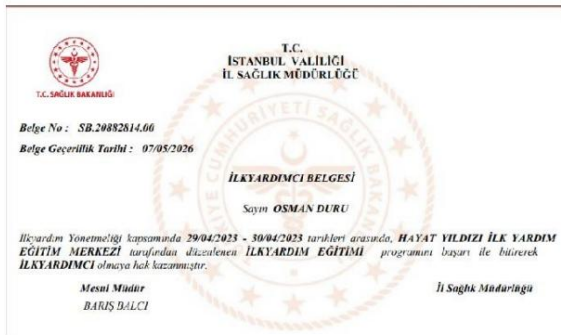 T.C.
İSTANBUL VALİLİĞİ
İL SAĞLIK MÜDÜRLÜĞÜ
T.C. SAĞLIK BAKANLIĞI
Belge No : SB.20882814.00
Belge Geçerlilik Tarihi : 07/05/2026
İLKYARDIMCI BELGESİ
Sayın OSMAN DURU
İlkyardım Yönetmeliği kapsamında 29/04/2023 - 30/04/2023 tarihleri arasında, HAYAT YILDIZI İLK YARDIM
EĞİTİM MERKEZİ tarafından düzenlenen İLKYARDIM EĞİTİMİ programını başarı ile bitirerek
İLKYARDIMCI olmaya hak kazanmıştır.
Mesul Müdür
İl Sağlık Müdürlüğü
BARIŞ BALCI